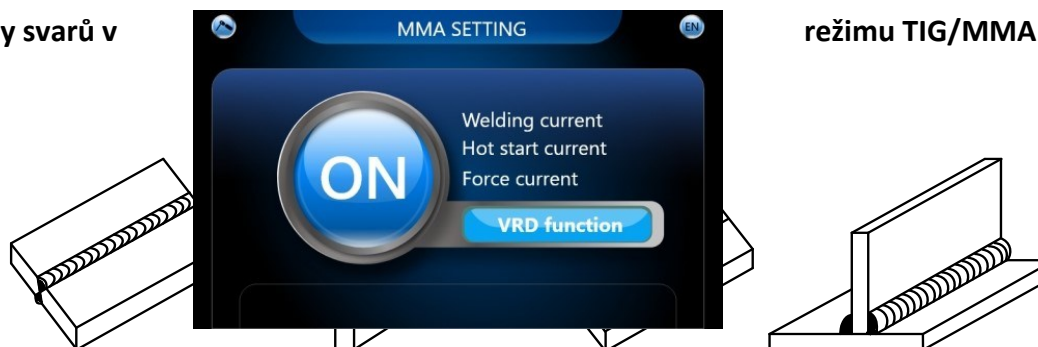 y svarů v
režimu TIG/MMA
MMA SETTING
EN
ON
Welding current
Hot start current
Force current
VRD function